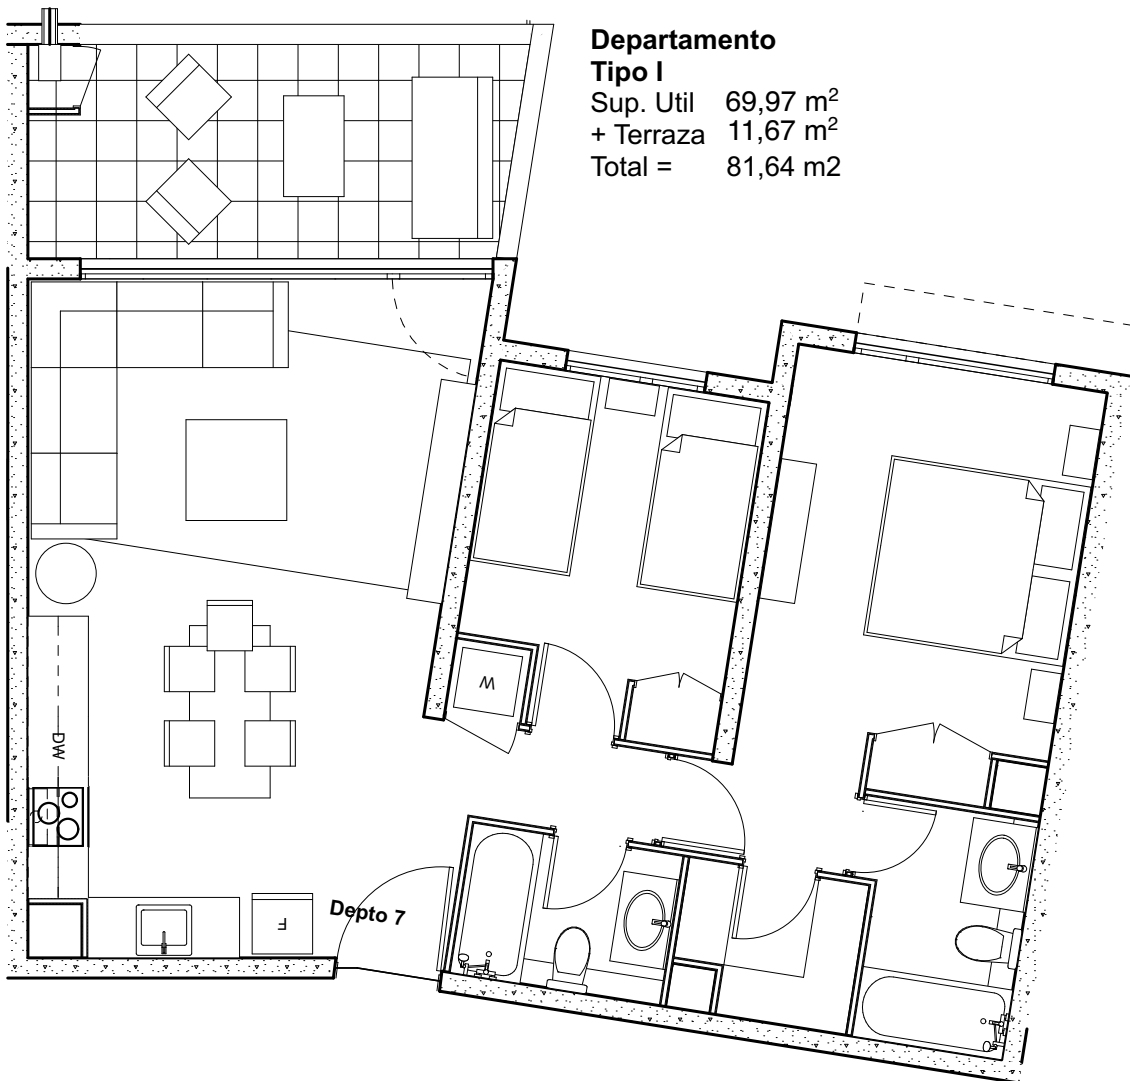 Departamento
Tipo I
Sup. Util 69,97 m²
+ Terraza 11,67 m²
Total = 81,64 m2
W
DW
F
Depto 7